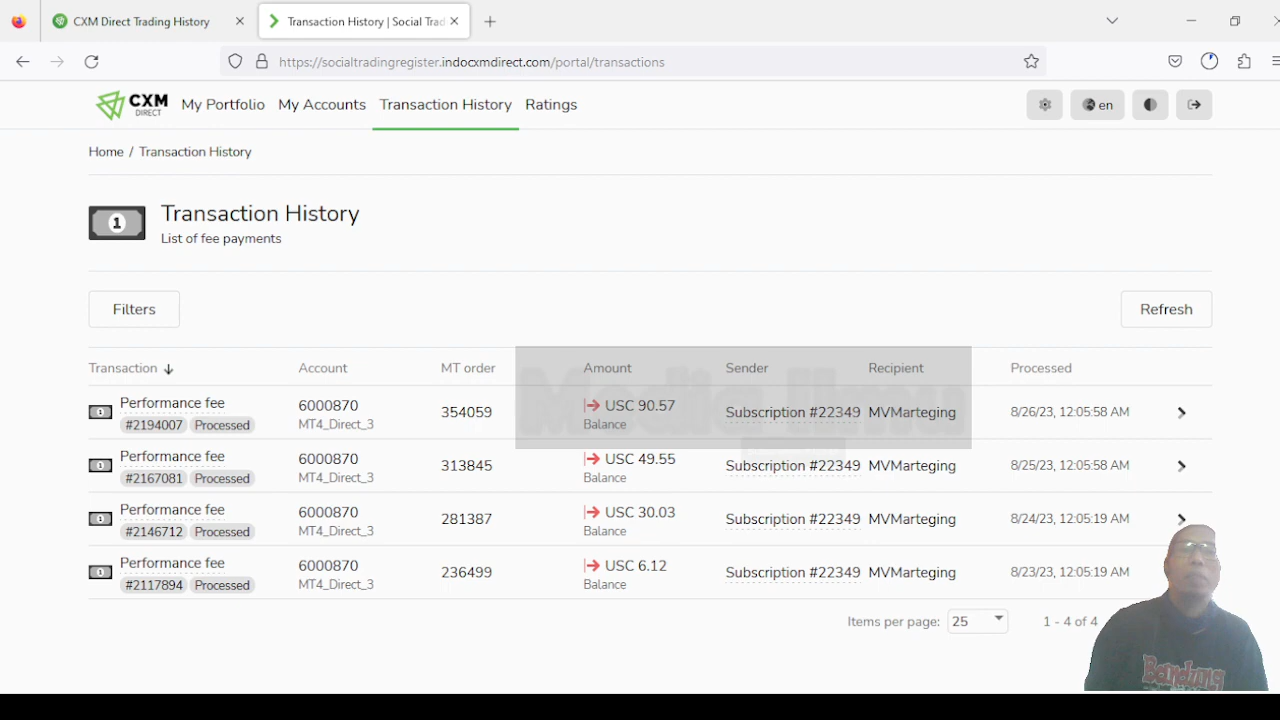 CXM Direct Trading History
Transaction History | Social Trad
https://socialtradingregister.indocxmdirect.com/portal/transactions
CXM DIRECT My Portfolio My Accounts Transaction History Ratings en
Home / Transaction History
1 Transaction History
List of fee payments
Filters Refresh
Transaction Account MT order Amount Sender Recipient Processed
Performance fee 6000870 354059 USC 90.57 Subscription #22349 MVMarteging 8/26/23, 12:05:58 AM
#2194007 Processed MT4_Direct_3 Balance
Performance fee 6000870 313845 USC 49.55 Subscription #22349 MVMarteging 8/25/23, 12:05:58 AM
#2167081 Processed MT4_Direct_3 Balance
Performance fee 6000870 281387 USC 30.03 Subscription #22349 MVMarteging 8/24/23, 12:05:19 AM
#2146712 Processed MT4_Direct_3 Balance
Performance fee 6000870 236499 USC 6.12 Subscription #22349 MVMarteging 8/23/23, 12:05:19 AM
#2117894 Processed MT4_Direct_3 Balance
Media Ilmu
Items per page: 25 1 - 4 of 4
Bandung